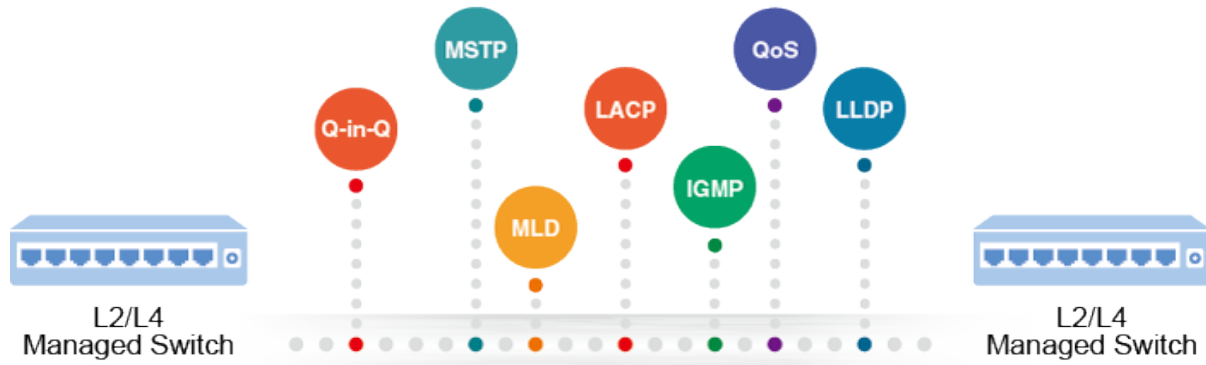 MSTP
QoS
Q-in-Q
LACP
LLDP
MLD
IGMP
L2/L4
Managed Switch
L2/L4
Managed Switch